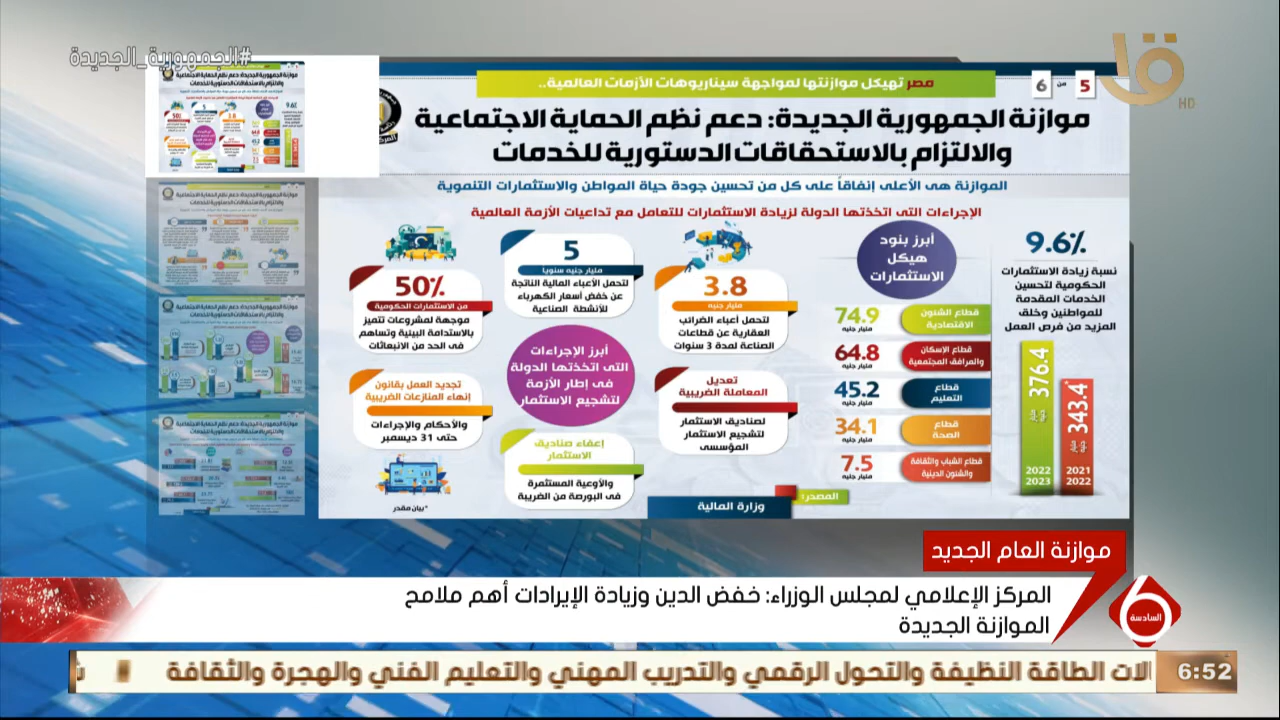 #الجمهورية_الجديدة
HD
5 من 6
مصر تهيكل موازنتها لمواجهة سيناريوهات الأزمات العالمية..
موازنة الجمهورية الجديدة: دعم نظم الحماية الاجتماعية
والالتزام بالاستحقاقات الدستورية للخدمات
الموازنة هى الأعلى إنفاقاً على كل من تحسين جودة حياة المواطن والاستثمارات التنموية
الإجراءات التى اتخذتها الدولة لزيادة الاستثمارات للتعامل مع تداعيات الأزمة العالمية
9.6%
نسبة زيادة الاستثمارات
الحكومية لتحسين
الخدمات المقدمة
للمواطنين وخلق
المزيد من فرص العمل
376.4
343.4*
2022
2023
2021
2022
أبرز بنود
هيكل
الاستثمارات
قطاع الشئون
الاقتصادية
74.9
مليار جنيه
قطاع الإسكان
والمرافق المجتمعية
64.8
مليار جنيه
قطاع
التعليم
45.2
مليار جنيه
قطاع
الصحة
34.1
مليار جنيه
قطاع الشباب والثقافة
والشئون الدينية
7.5
مليار جنيه
3.8
مليار جنيه
لتحمل أعباء الضرائب
العقارية عن قطاعات
الصناعة لمدة 3 سنوات
5
مليار جنيه سنوياً
لتحمل الأعباء المالية الناتجة
عن خفض أسعار الكهرباء
للأنشطة الصناعية
50%
من الاستثمارات الحكومية
موجهة لمشروعات تتميز
بالاستدامة البيئية وتساهم
فى الحد من الانبعاثات
أبرز الإجراءات
التى اتخذتها الدولة
فى إطار الأزمة
لتشجيع الاستثمار
تعديل
المعاملة الضريبية
لصناديق الاستثمار
لتشجيع الاستثمار
المؤسسى
إعفاء صناديق
الاستثمار
والأوعية المستثمرة
فى البورصة من الضريبة
تجديد العمل بقانون
إنهاء المنازعات الضريبية
والأحكام والإجراءات
حتى 31 ديسمبر
المصدر:
وزارة المالية
*بيان مقدر
موازنة العام الجديد
المركز الإعلامي لمجلس الوزراء: خفض الدين وزيادة الإيرادات أهم ملامح
الموازنة الجديدة
السادسة
6:52
الات الطاقة النظيفة والتحول الرقمي والتدريب المهني والتعليم الفني والهجرة والثقافة